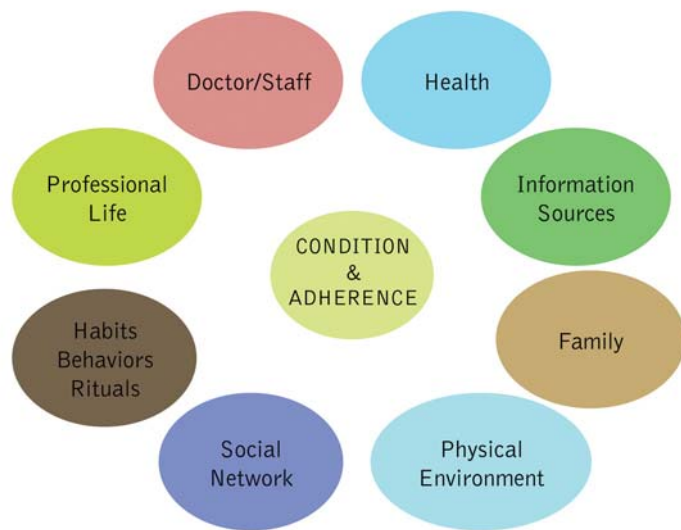 Doctor/Staff
Health
Professional
Life
Information
Sources
CONDITION
&
ADHERENCE
Habits
Behaviors
Rituals
Family
Social
Network
Physical
Environment